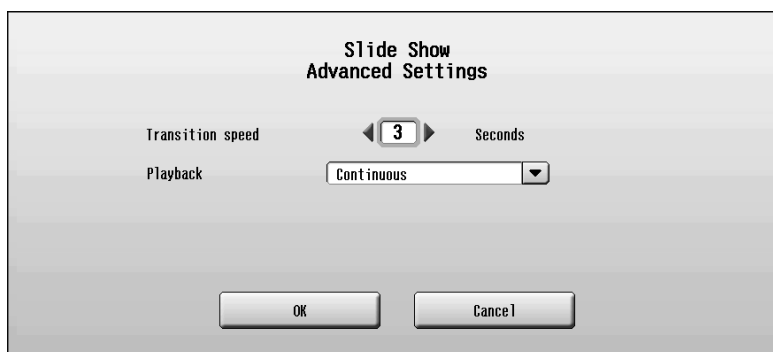 Slide Show
Advanced Settings
Transition speed 3 Seconds
Playback Continuous
OK Cancel